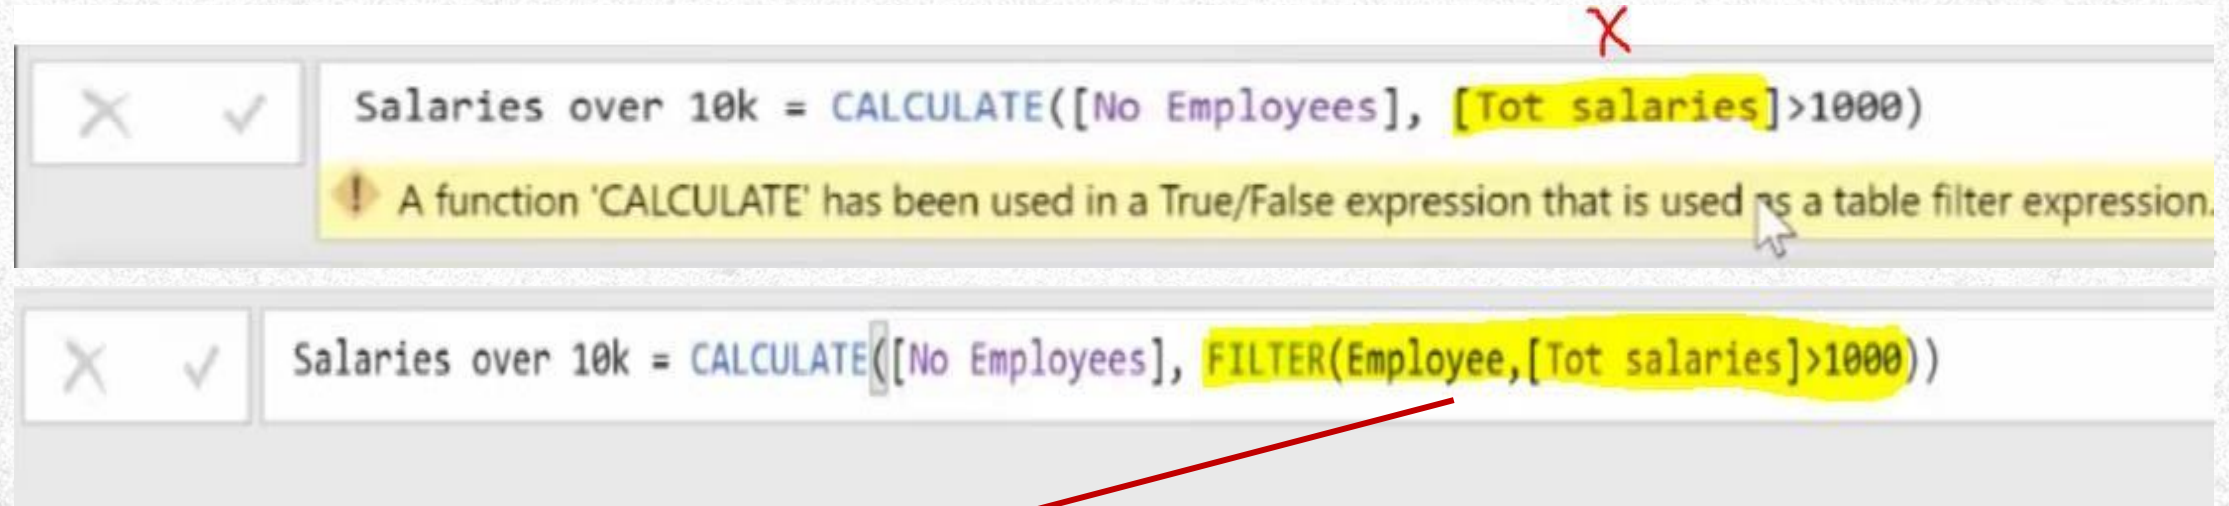 Salaries over 10k = CALCULATE([No Employees], [Tot salaries]>1000)
! A function 'CALCULATE' has been used in a True/False expression that is used as a table filter expression.
Salaries over 10k = CALCULATE([No Employees], FILTER(Employee,[Tot salaries]>1000))